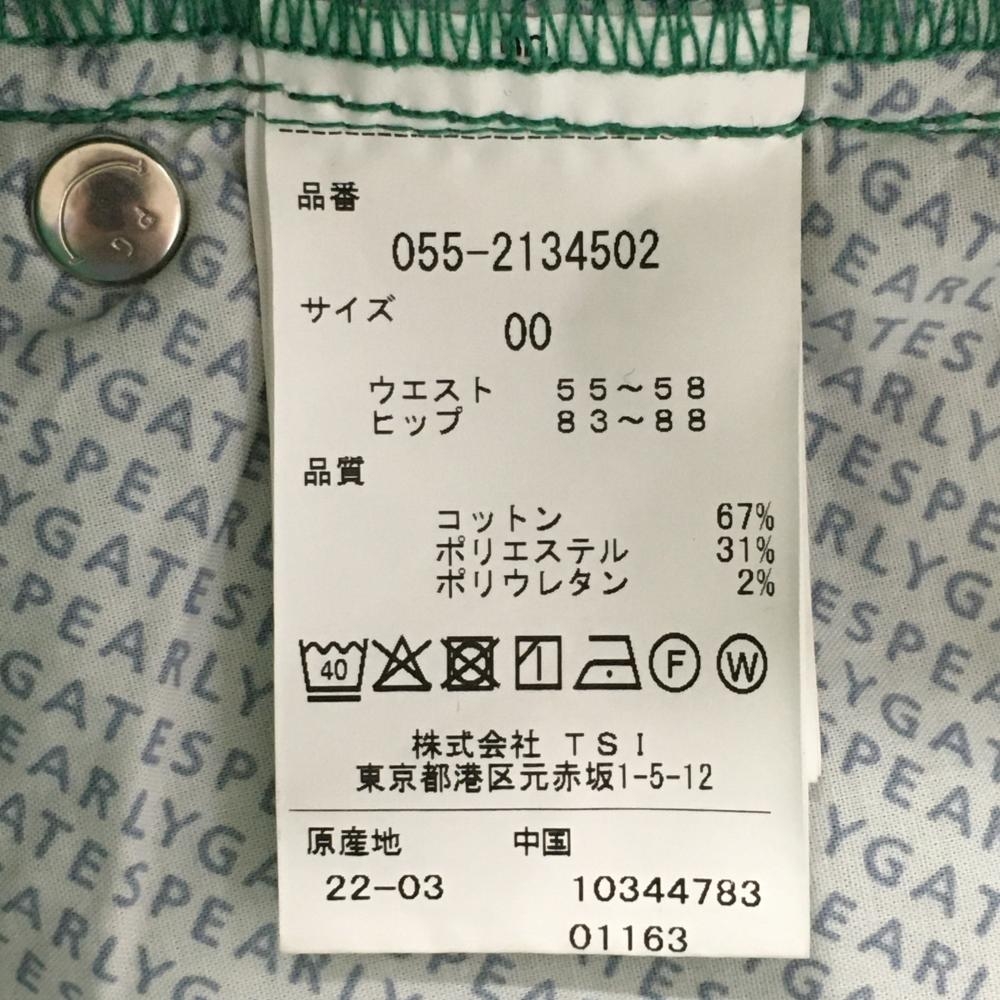 品番
055-2134502
サイズ
00
ウエスト 55～58
ヒップ 83～88
品質
コットン 67%
ポリエステル 31%
ポリウレタン 2%
40 F W
株式会社 TSI
東京都港区元赤坂1-5-12
原産地 中国
22-03 10344783
01163
PG
PEARLYGATES